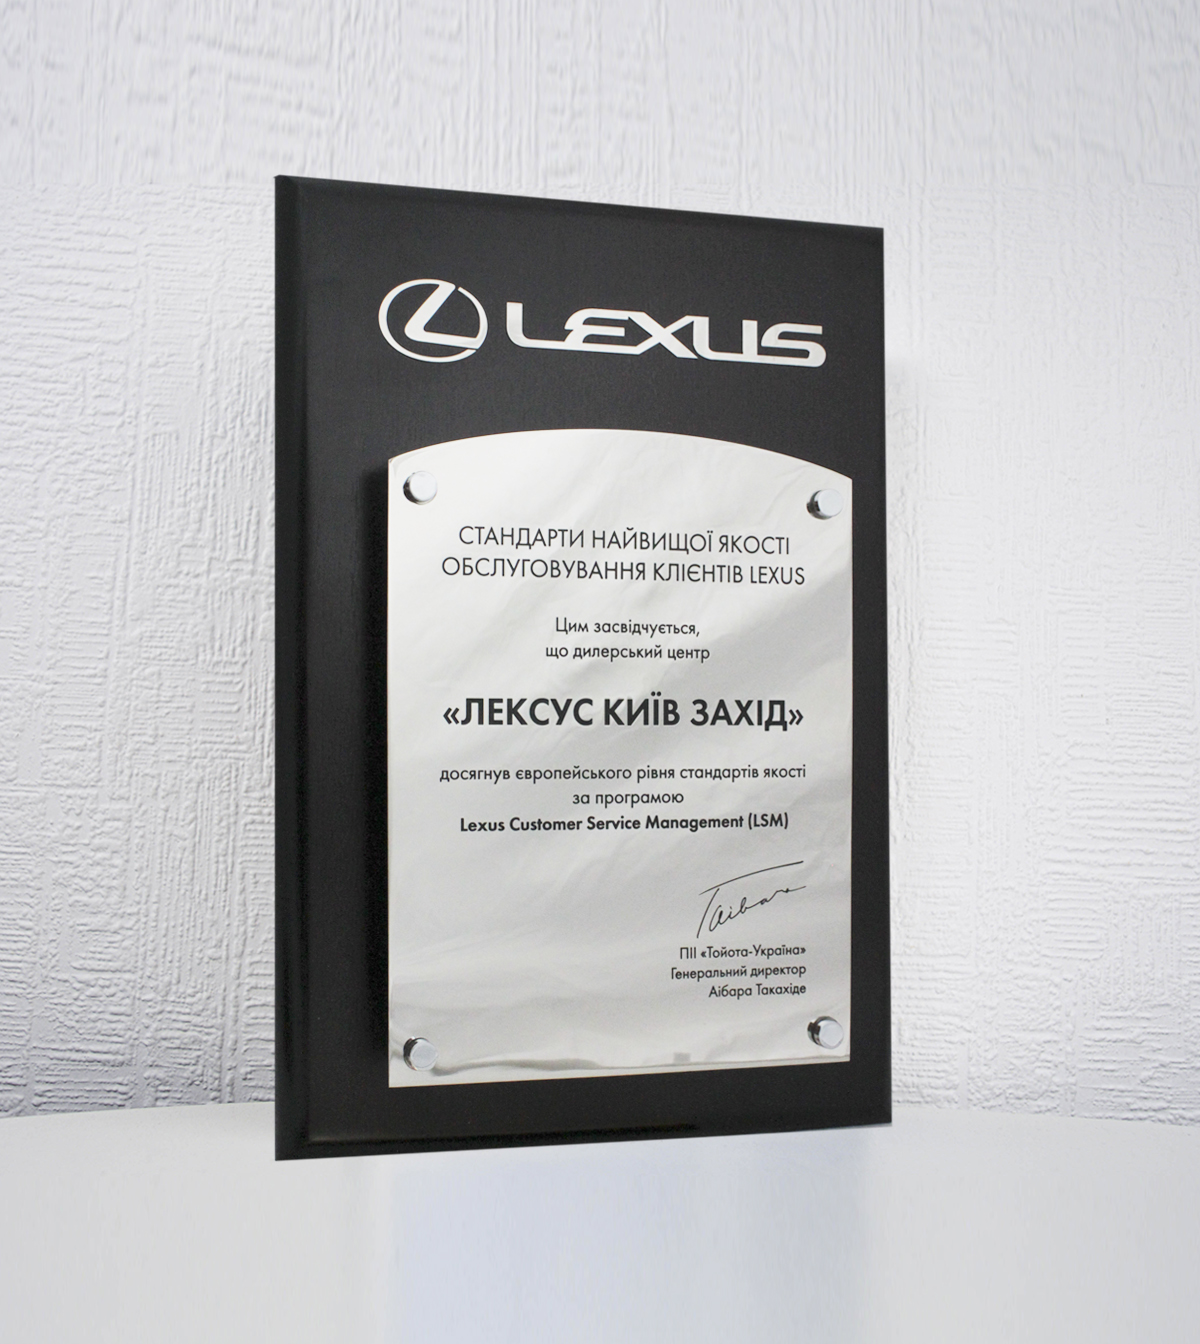 LEXUS
СТАНДАРТИ НАЙВИЩОЇ ЯКОСТІ
ОБСЛУГОВУВАННЯ КЛІЄНТІВ LEXUS
Цим засвідчується,
що дилерський центр
«ЛЕКСУС КИЇВ ЗАХІД»
досягнув європейського рівня стандартів якості
за програмою
Lexus Customer Service Management (LSM)
Taibara
ПІІ «Тойота-Україна»
Генеральний директор
Аібара Такахіде